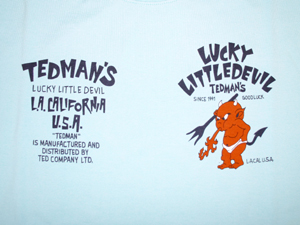 TEDMAN'S
LUCKY LITTLE DEVIL
L.A. CALIFORNIA
U.S.A.
"TEDMAN"
IS MANUFACTURED AND
DISTRIBUTED BY
TED COMPANY LTD.
LUCKY
LITTLEDEVIL
TEDMAN'S
SINCE 1991 GOODLUCK
L.A.CAL.U.S.A.